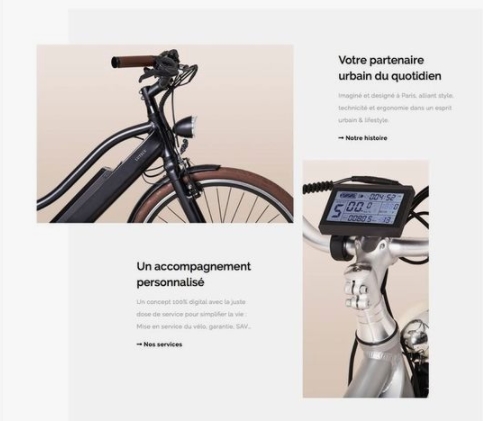 Votre partenaire
urbain du quotidien
Imaginé et designé à Paris, alliant style,
technicité et ergonomie dans un esprit
urbain & lifestyle.
→ Notre histoire
Un accompagnement
personnalisé
Un concept 100% digital avec la juste
dose de service pour simplifier la vie :
Mise en service du vélo, garantie, SAV...
→ Nos services